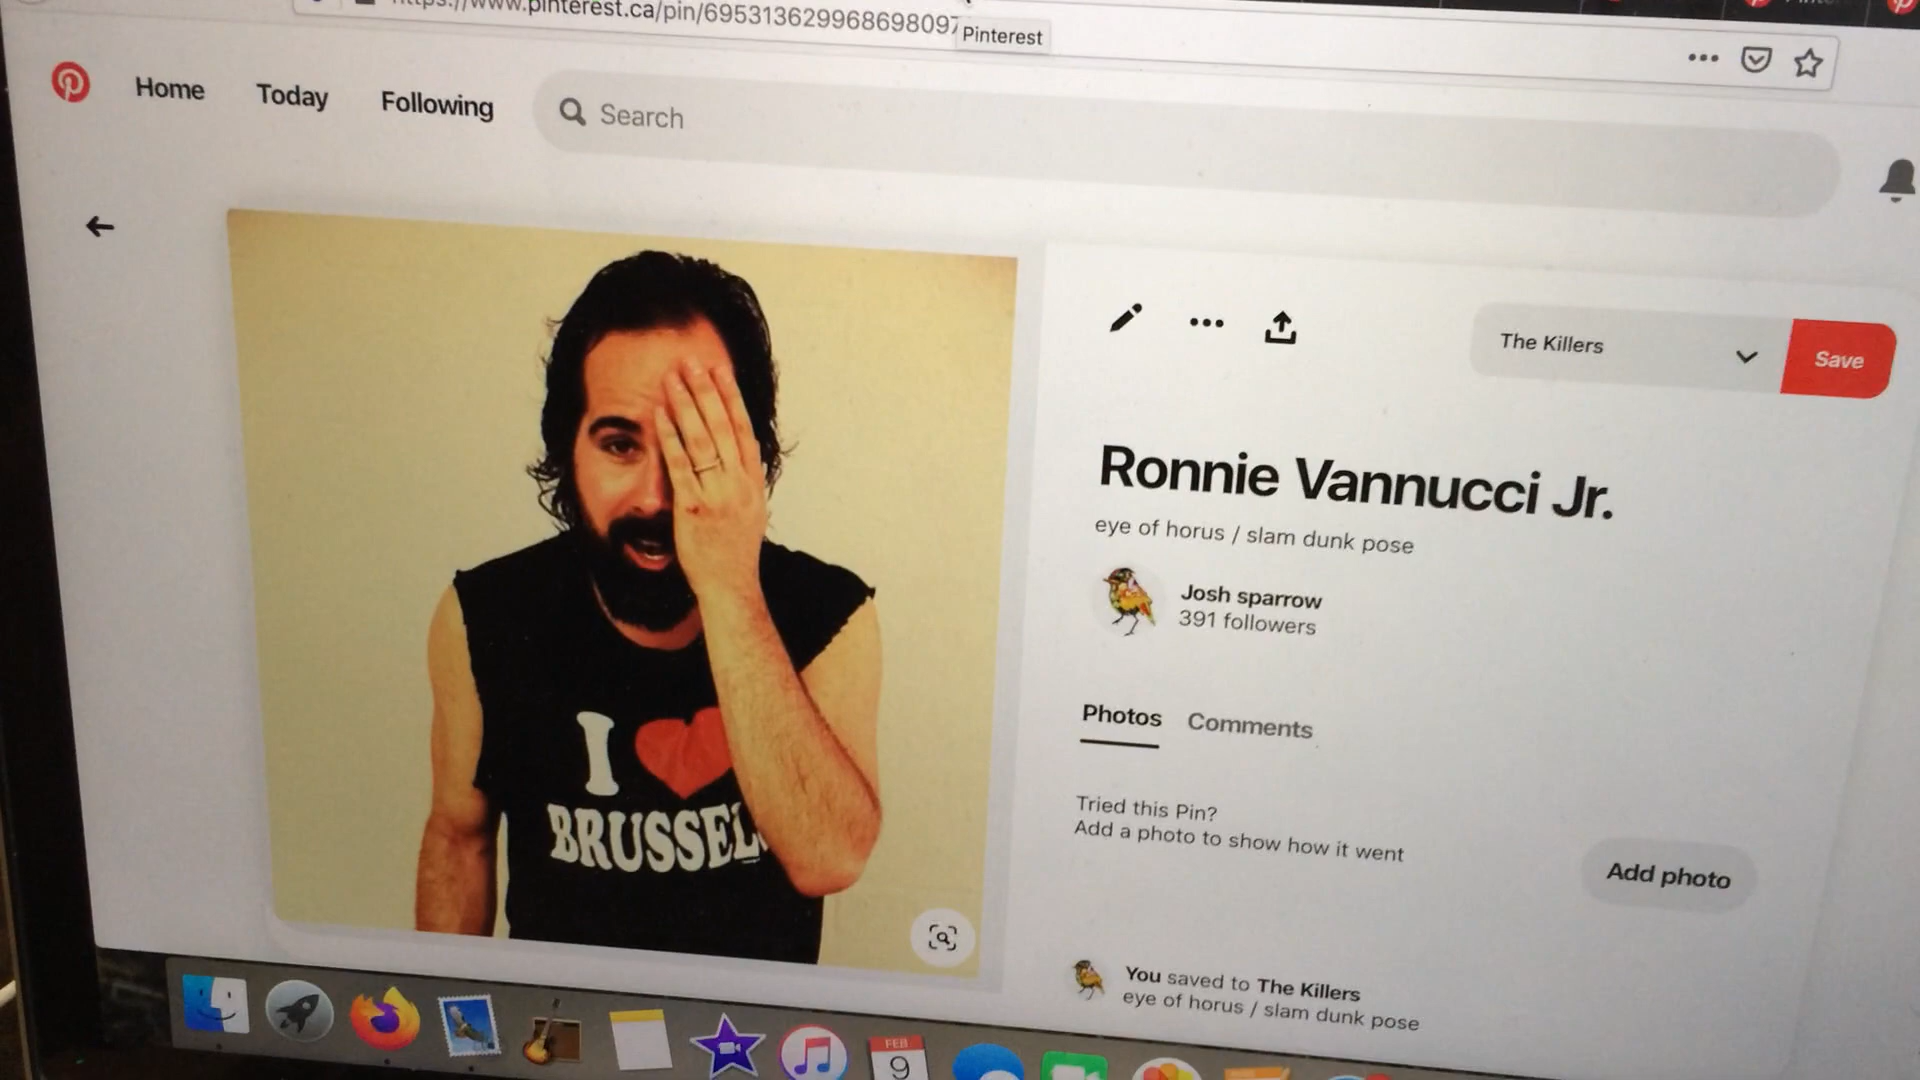 https://www.pinterest.ca/pin/695313629968698097
Pinterest
Home
Today
Following
Search
The Killers
Save
Ronnie Vannucci Jr.
eye of horus / slam dunk pose
Josh sparrow
391 followers
Photos
Comments
Tried this Pin?
Add a photo to show how it went
Add photo
You saved to The Killers
eye of horus / slam dunk pose
I
BRUSSEL
FEB
9